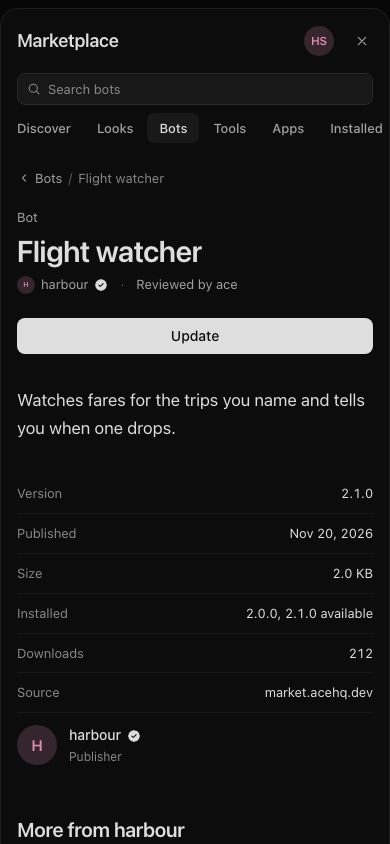 Marketplace
HS
Search bots
Discover Looks Bots Tools Apps Installed
Bots / Flight watcher
Bot
Flight watcher
H harbour · Reviewed by ace
Update
Watches fares for the trips you name and tells
you when one drops.
Version 2.1.0
Published Nov 20, 2026
Size 2.0 KB
Installed 2.0.0, 2.1.0 available
Downloads 212
Source market.acehq.dev
H harbour
Publisher
More from harbour